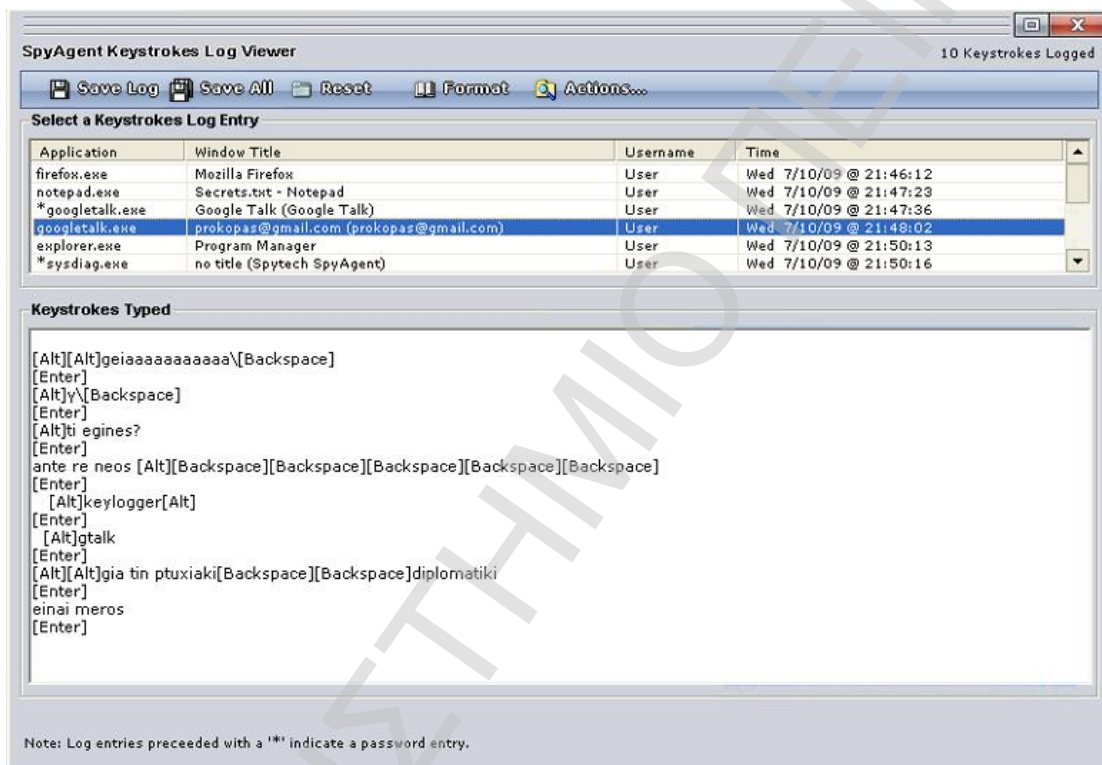 SpyAgent Keystrokes Log Viewer 10 Keystrokes Logged
Save Log Save All Reset Format Actions...
Select a Keystrokes Log Entry
Application Window Title Username Time
firefox.exe Mozilla Firefox User Wed 7/10/09 @ 21:46:12
notepad.exe Secrets.txt - Notepad User Wed 7/10/09 @ 21:47:23
*googletalk.exe Google Talk (Google Talk) User Wed 7/10/09 @ 21:47:36
googletalk.exe prokopas@gmail.com (prokopas@gmail.com) User Wed 7/10/09 @ 21:48:02
explorer.exe Program Manager User Wed 7/10/09 @ 21:50:13
*sysdiag.exe no title (Spytech SpyAgent) User Wed 7/10/09 @ 21:50:16
Keystrokes Typed
[Alt][Alt]geiaaaaaaaaaaa\[Backspace]
[Enter]
[Alt]y\[Backspace]
[Enter]
[Alt]ti egines?
[Enter]
ante re neos [Alt][Backspace][Backspace][Backspace][Backspace][Backspace]
[Enter]
[Alt]keylogger[Alt]
[Enter]
[Alt]gtalk
[Enter]
[Alt][Alt]gia tin ptuxiaki[Backspace][Backspace]diplomatiki
[Enter]
einai meros
[Enter]
Note: Log entries preceeded with a '*' indicate a password entry.